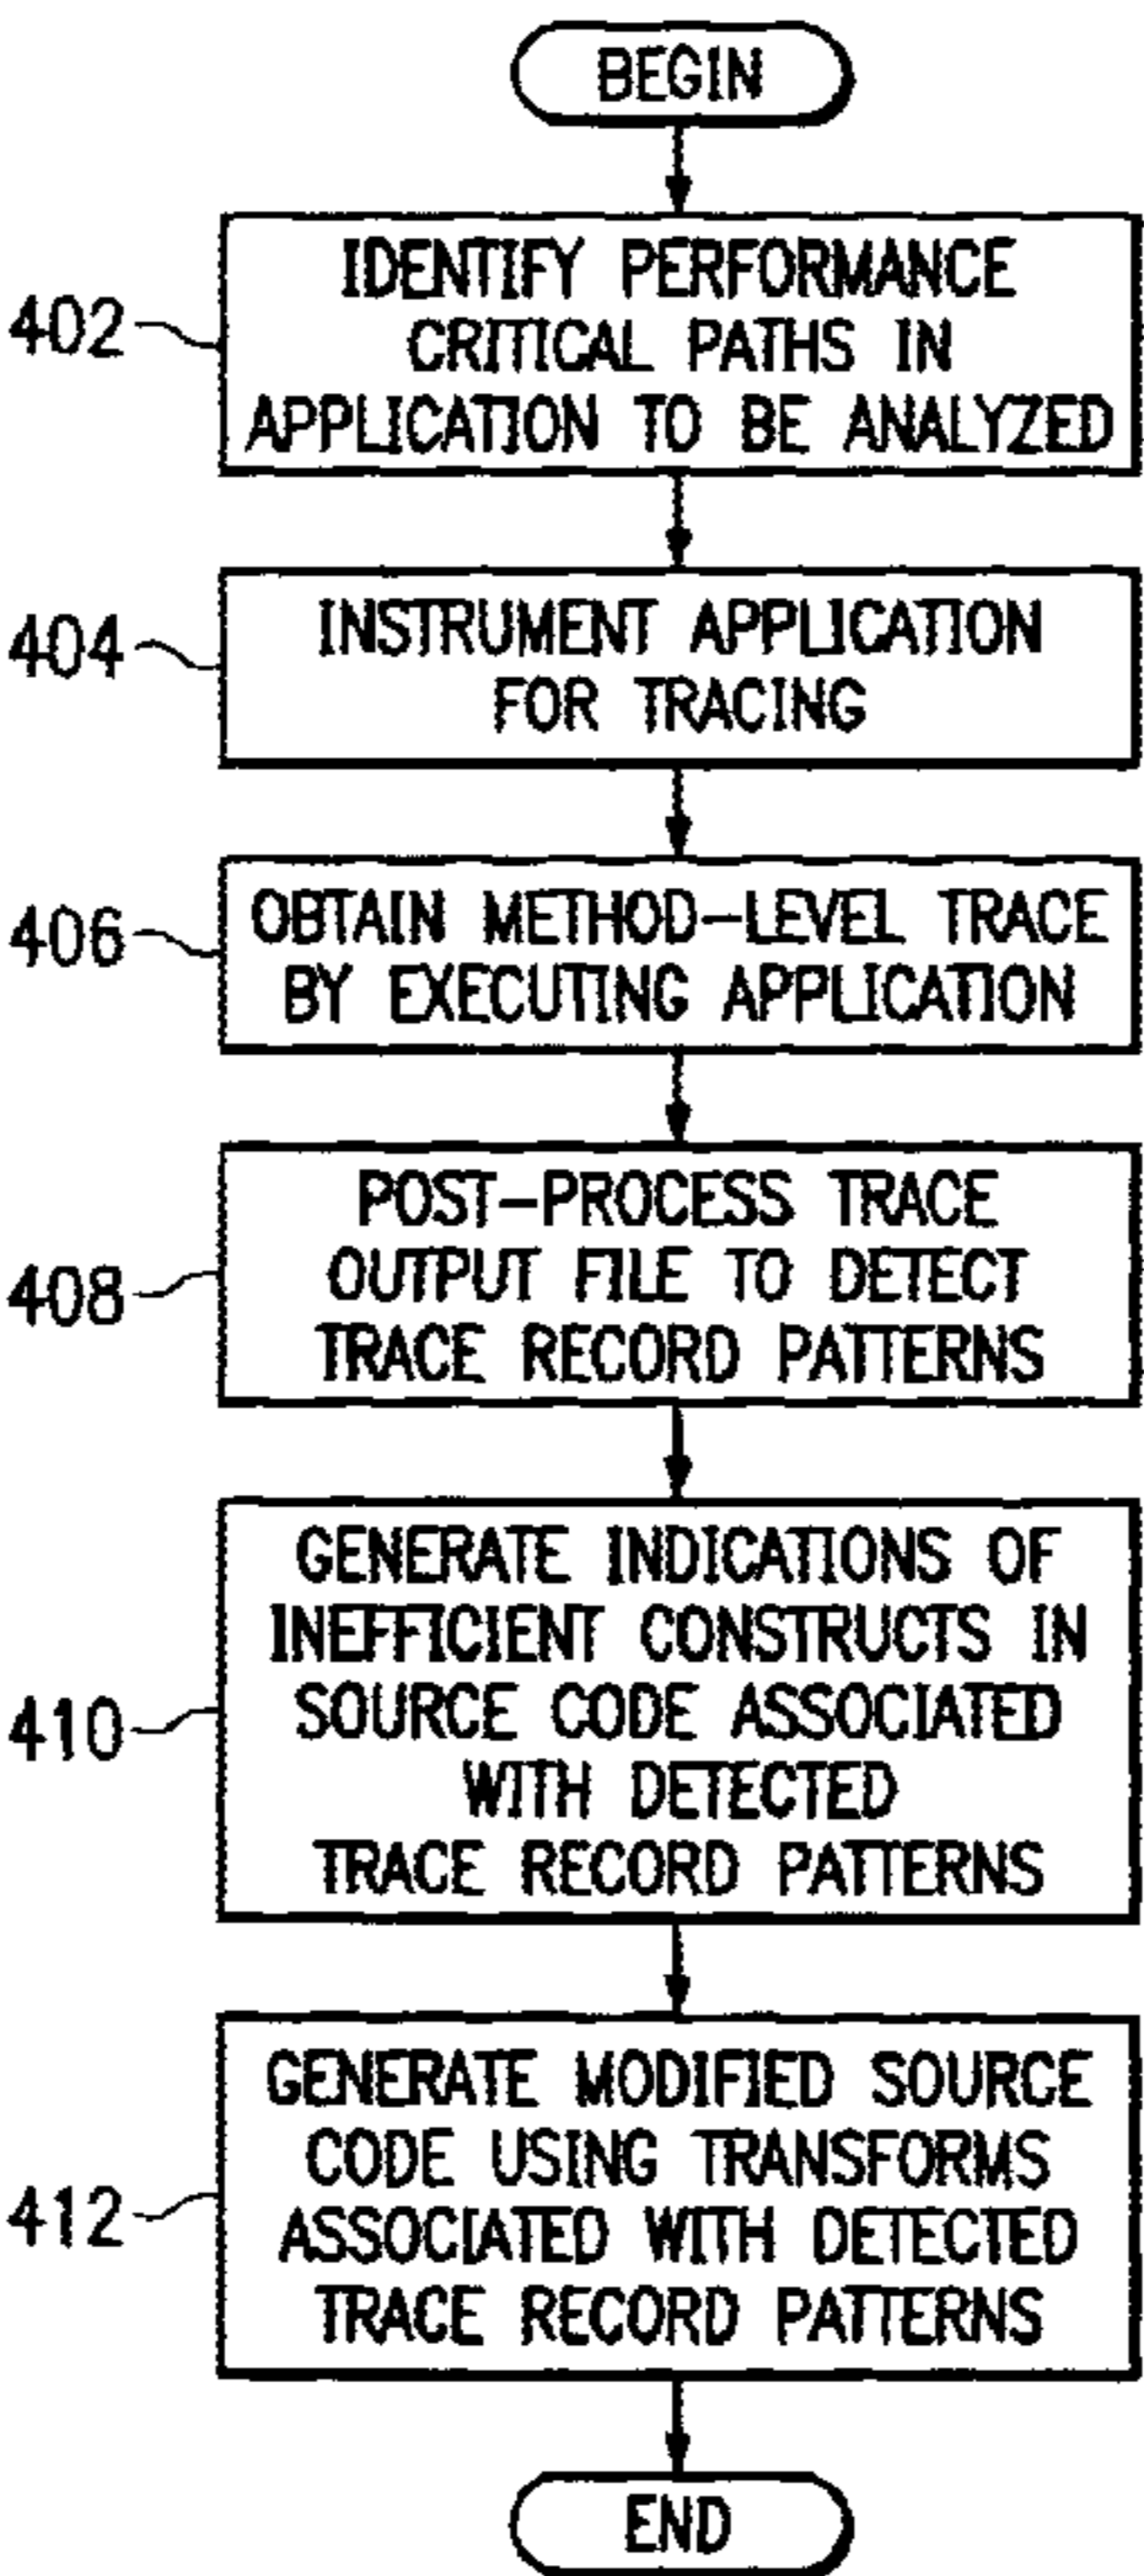 BEGIN
402
IDENTIFY PERFORMANCE
CRITICAL PATHS IN
APPLICATION TO BE ANALYZED
404
INSTRUMENT APPLICATION
FOR TRACING
406
OBTAIN METHOD-LEVEL TRACE
BY EXECUTING APPLICATION
408
POST-PROCESS TRACE
OUTPUT FILE TO DETECT
TRACE RECORD PATTERNS
410
GENERATE INDICATIONS OF
INEFFICIENT CONSTRUCTS IN
SOURCE CODE ASSOCIATED
WITH DETECTED
TRACE RECORD PATTERNS
412
GENERATE MODIFIED SOURCE
CODE USING TRANSFORMS
ASSOCIATED WITH DETECTED
TRACE RECORD PATTERNS
END